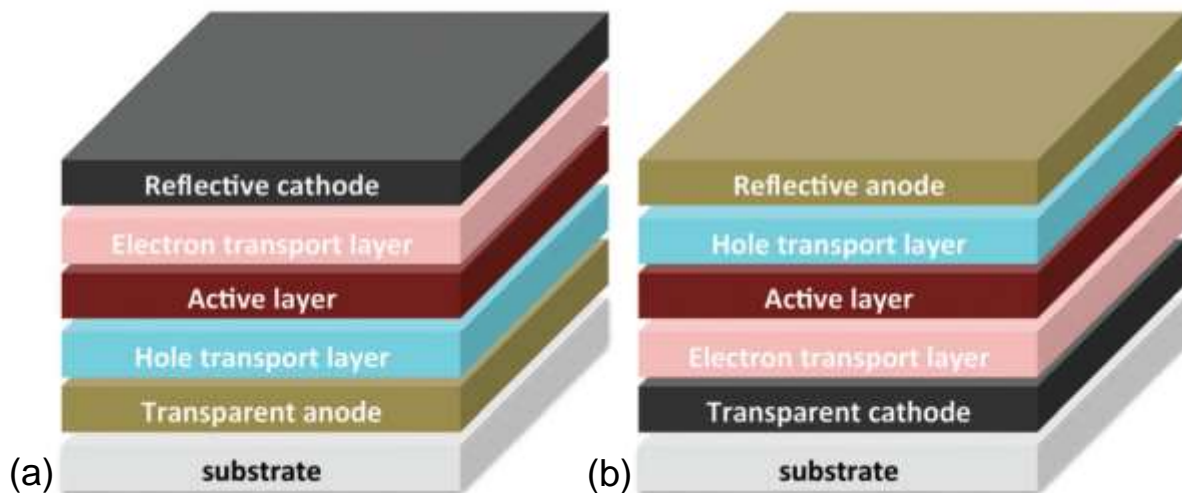 Reflective cathode
Electron transport layer
Active layer
Hole transport layer
Transparent anode
substrate
(a)
Reflective anode
Hole transport layer
Active layer
Electron transport layer
Transparent cathode
substrate
(b)